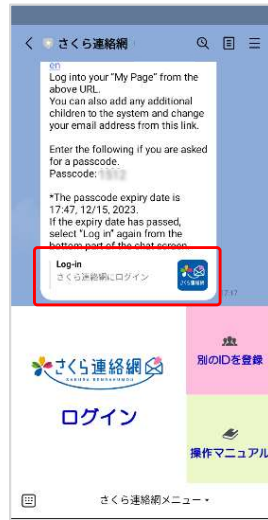 さくら連絡網
en
Log into your "My Page" from the
above URL.
You can also add any additional
children to the system and change
your email address from this link.
Enter the following if you are asked
for a passcode.
Passcode:
*The passcode expiry date is
17:47, 12/15, 2023.
If the expiry date has passed,
select "Log in" again from the
bottom part of the chat screen.
Log-in
さくら連絡網にログイン
さくら連絡網
17:17
さくら連絡網
SAKURA RENRAKUMOU
ログイン
別のIDを登録
操作マニュアル
さくら連絡網メニュー